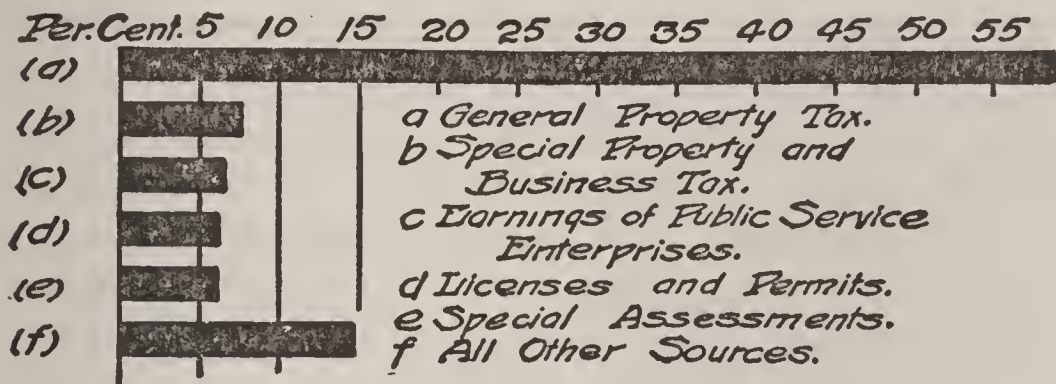 Per.Cent. 5 10 15 20 25 30 35 40 45 50 55
(a)
(b)
(c)
(d)
(e)
(f)
a General Property Tax.
b Special Property and
Business Tax.
c Earnings of Public Service
Enterprises.
d Licenses and Permits.
e Special Assessments.
f All Other Sources.